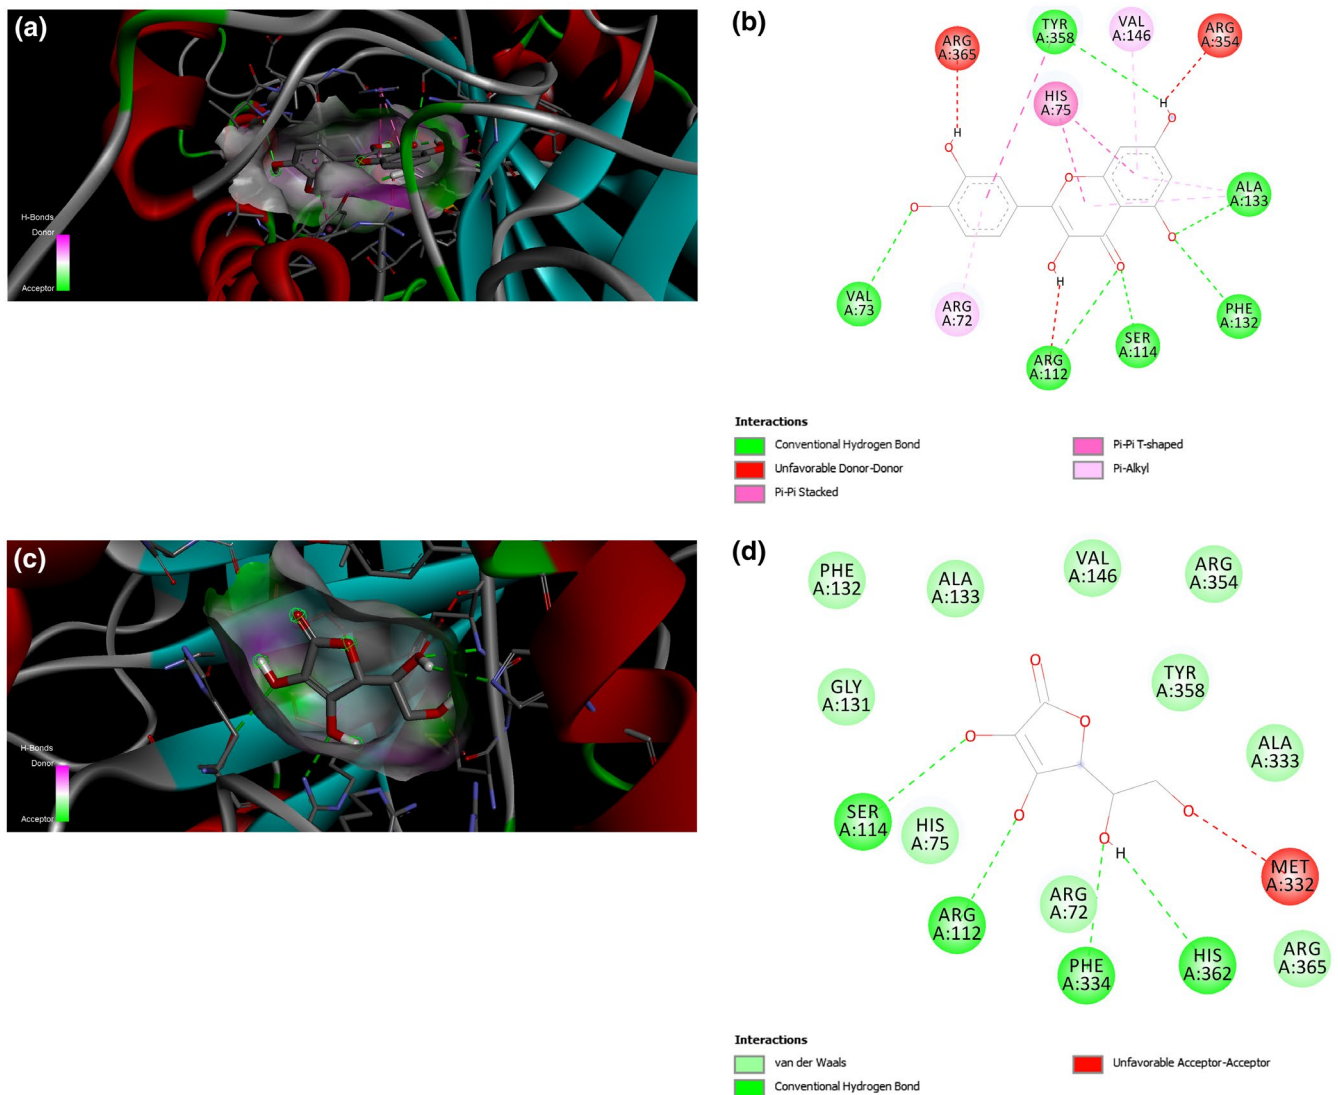 (a)
H-Bonds
Donor
Acceptor
(b)
ARG
A:365
TYR
A:358
VAL
A:146
ARG
A:354
HIS
A:75
H
H
O
O
O
O
ALA
A:133
O
O
O
H
VAL
A:73
ARG
A:72
ARG
A:112
SER
A:114
PHE
A:132
Interactions
Conventional Hydrogen Bond
Unfavorable Donor-Donor
Pi-Pi Stacked
Pi-Pi T-shaped
Pi-Alkyl
(c)
H-Bonds
Donor
Acceptor
(d)
PHE
A:132
ALA
A:133
VAL
A:146
ARG
A:354
GLY
A:131
O
O
O
TYR
A:358
ALA
A:333
SER
A:114
HIS
A:75
O
O
O
H
MET
A:332
ARG
A:112
ARG
A:72
PHE
A:334
HIS
A:362
ARG
A:365
Interactions
van der Waals
Conventional Hydrogen Bond
Unfavorable Acceptor-Acceptor